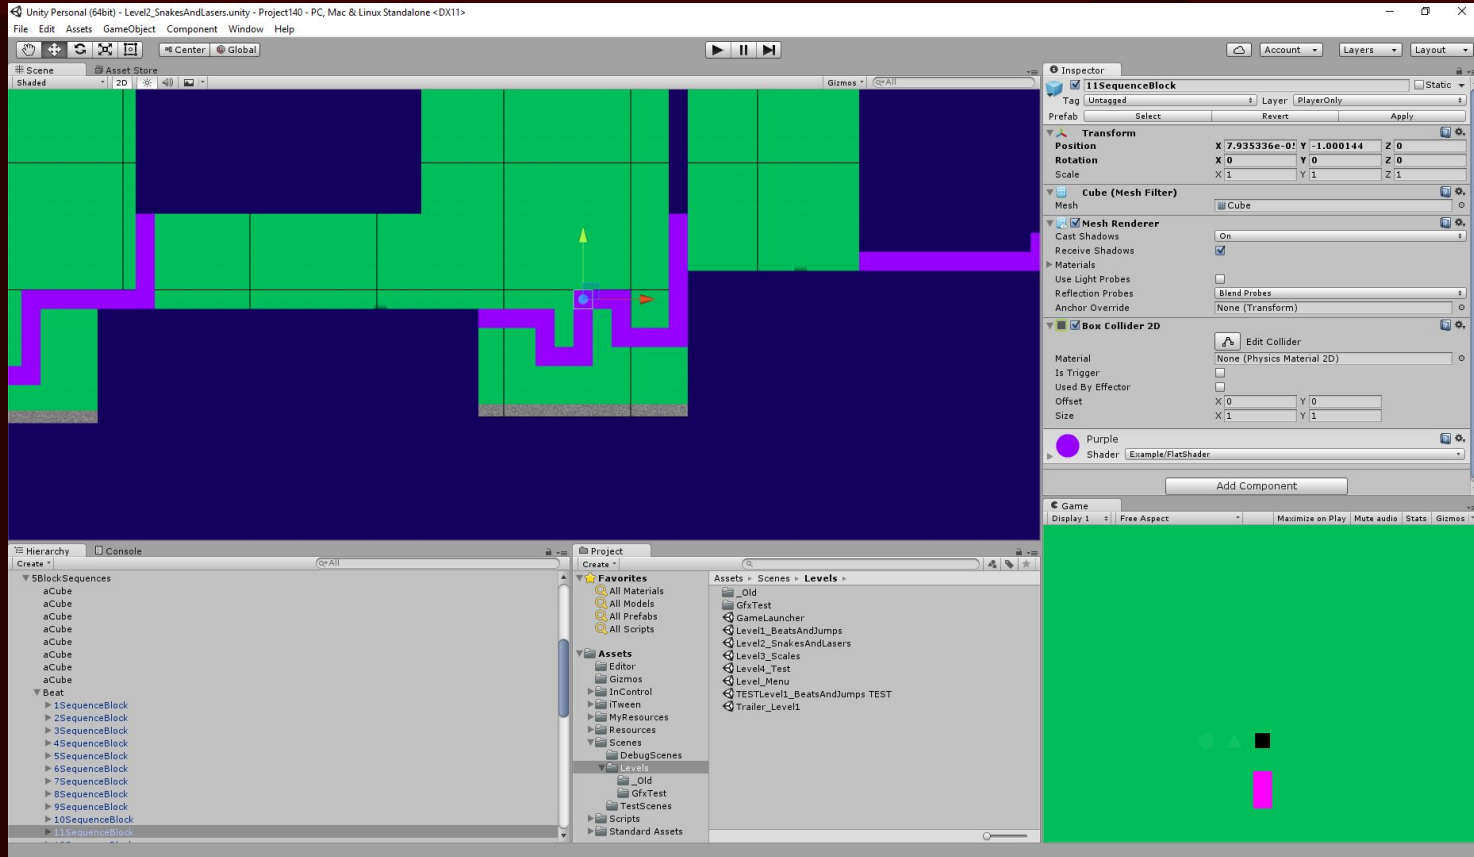 Unity Personal (64bit) - Level2_SnakesAndLasers.unity - Project140 - PC, Mac & Linux Standalone <DX11>
File Edit Assets GameObject Component Window Help
Center Global
Account Layers Layout
Scene Asset Store
Shaded 2D Gizmos All
Inspector
11SequenceBlock Static
Tag Untagged Layer PlayerOnly
Prefab Select Revert Apply
Transform
Position X 7.935336e-0 Y -1.000144 Z 0
Rotation X 0 Y 0 Z 0
Scale X 1 Y 1 Z 1
Cube (Mesh Filter)
Mesh Cube
Mesh Renderer
Cast Shadows On
Receive Shadows
Materials
Use Light Probes
Reflection Probes Blend Probes
Anchor Override None (Transform)
Box Collider 2D
Edit Collider
Material None (Physics Material 2D)
Is Trigger
Used By Effector
Offset X 0 Y 0
Size X 1 Y 1
Purple
Shader Example/FlatShader
Add Component
Game
Display 1 Free Aspect Maximize on Play Mute audio Stats Gizmos
Hierarchy Console
Create All
5BlockSequences
aCube
aCube
aCube
aCube
aCube
aCube
aCube
Beat
1SequenceBlock
2SequenceBlock
3SequenceBlock
4SequenceBlock
5SequenceBlock
6SequenceBlock
7SequenceBlock
8SequenceBlock
9SequenceBlock
10SequenceBlock
11SequenceBlock
Project
Create
Favorites
All Materials
All Models
All Prefabs
All Scripts
Assets
Editor
Gizmos
InControl
iTween
MyResources
Resources
Scenes
DebugScenes
Levels
_Old
GfxTest
TestScenes
Scripts
Standard Assets
Assets Scenes Levels
_Old
GfxTest
GameLauncher
Level1_BeatsAndJumps
Level2_SnakesAndLasers
Level3_Scales
Level4_Test
Level_Menu
TESTLevel1_BeatsAndJumps TEST
Trailer_Level1